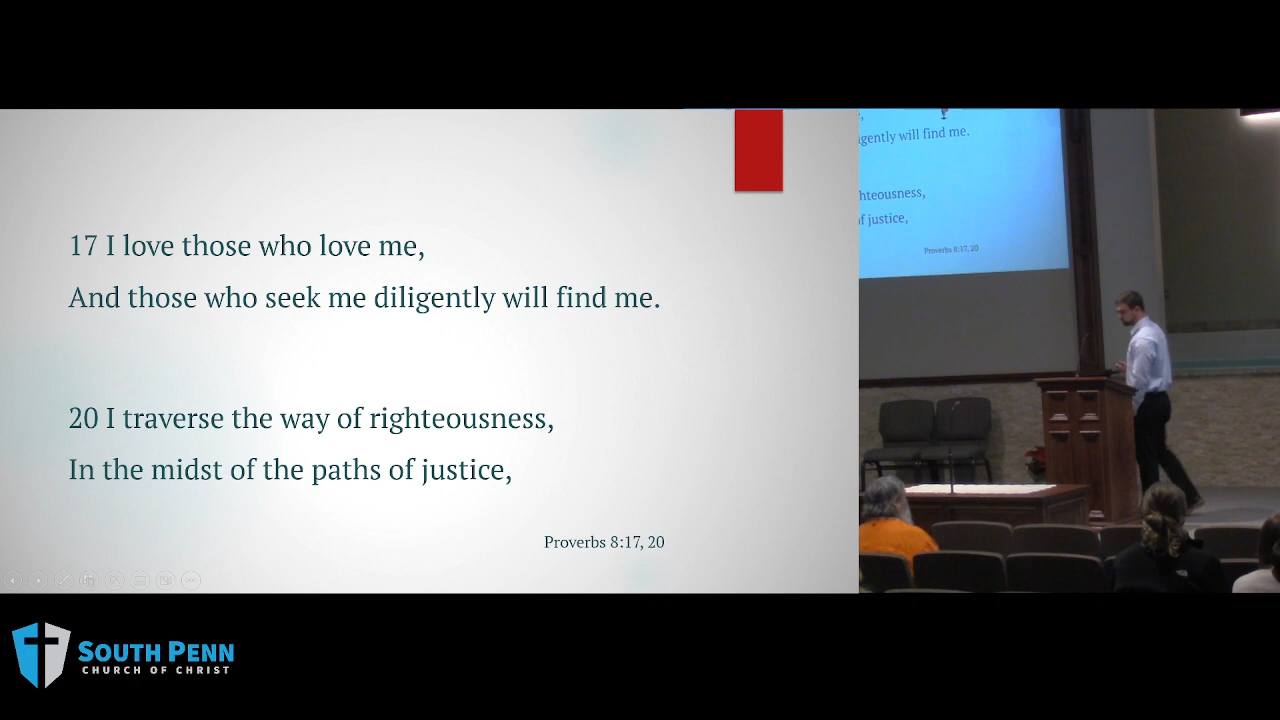 17 I love those who love me,
And those who seek me diligently will find me.
20 I traverse the way of righteousness,
In the midst of the paths of justice,
Proverbs 8:17, 20
gently will find me.
hteousness,
of justice,
Proverbs 8:17, 20
SOUTH PENN
CHURCH OF CHRIST